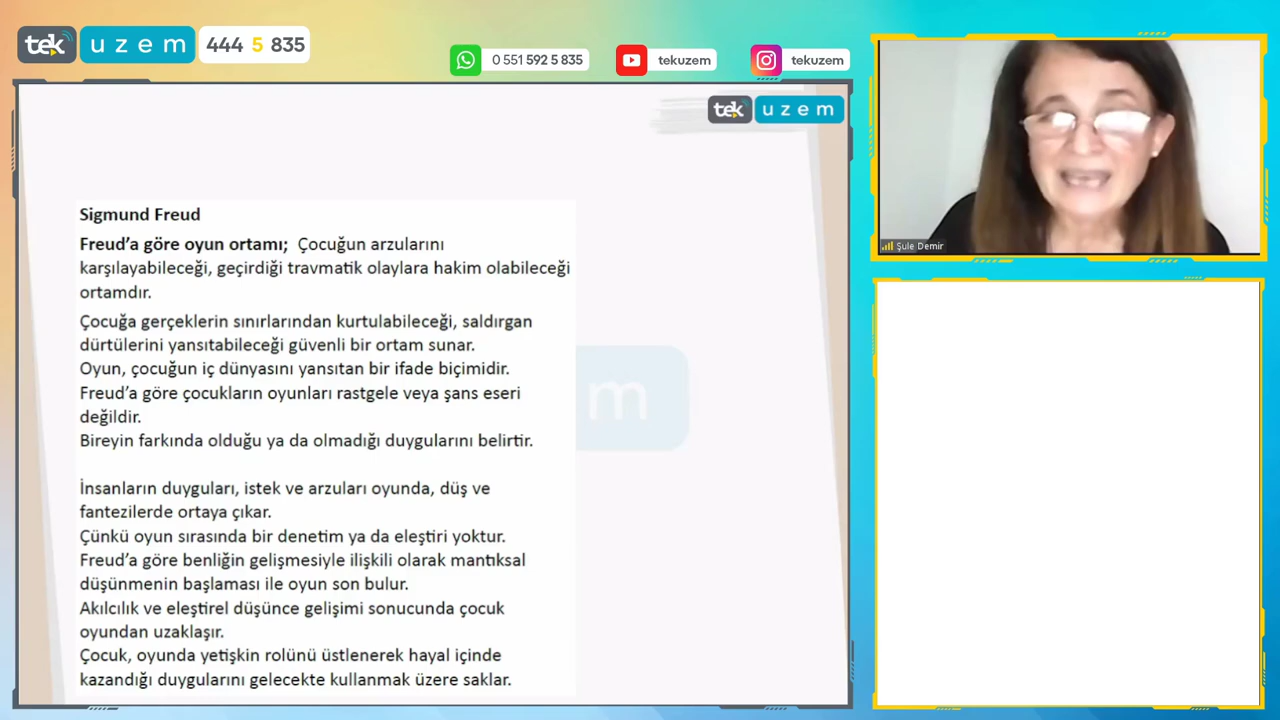 tek uzem 444 5 835
0 551 592 5 835
tekuzem
tekuzem
tek uzem
Şule Demir
Sigmund Freud
Freud’a göre oyun ortamı; Çocuğun arzularını
karşılayabileceği, geçirdiği travmatik olaylara hakim olabileceği
ortamdır.
Çocuğa gerçeklerin sınırlarından kurtulabileceği, saldırgan
dürtülerini yansıtabileceği güvenli bir ortam sunar.
Oyun, çocuğun iç dünyasını yansıtan bir ifade biçimidir.
Freud’a göre çocukların oyunları rastgele veya şans eseri
değildir.
Bireyin farkında olduğu ya da olmadığı duygularını belirtir.
İnsanların duyguları, istek ve arzuları oyunda, düş ve
fantezilerde ortaya çıkar.
Çünkü oyun sırasında bir denetim ya da eleştiri yoktur.
Freud’a göre benliğin gelişmesiyle ilişkili olarak mantıksal
düşünmenin başlaması ile oyun son bulur.
Akılcılık ve eleştirel düşünce gelişimi sonucunda çocuk
oyundan uzaklaşır.
Çocuk, oyunda yetişkin rolünü üstlenerek hayal içinde
kazandığı duygularını gelecekte kullanmak üzere saklar.
m